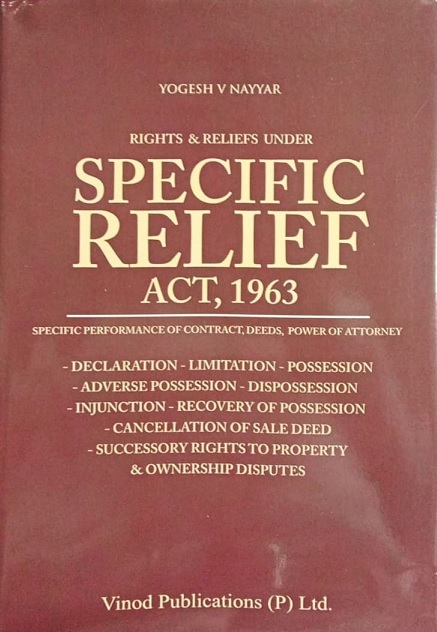 YOGESH V NAYYAR
RIGHTS & RELIEFS UNDER
SPECIFIC
RELIEF
ACT, 1963
SPECIFIC PERFORMANCE OF CONTRACT, DEEDS, POWER OF ATTORNEY
- DECLARATION - LIMITATION - POSSESSION
- ADVERSE POSSESSION - DISPOSSESSION
- INJUNCTION - RECOVERY OF POSSESSION
- CANCELLATION OF SALE DEED
- SUCCESSORY RIGHTS TO PROPERTY
& OWNERSHIP DISPUTES
Vinod Publications (P) Ltd.